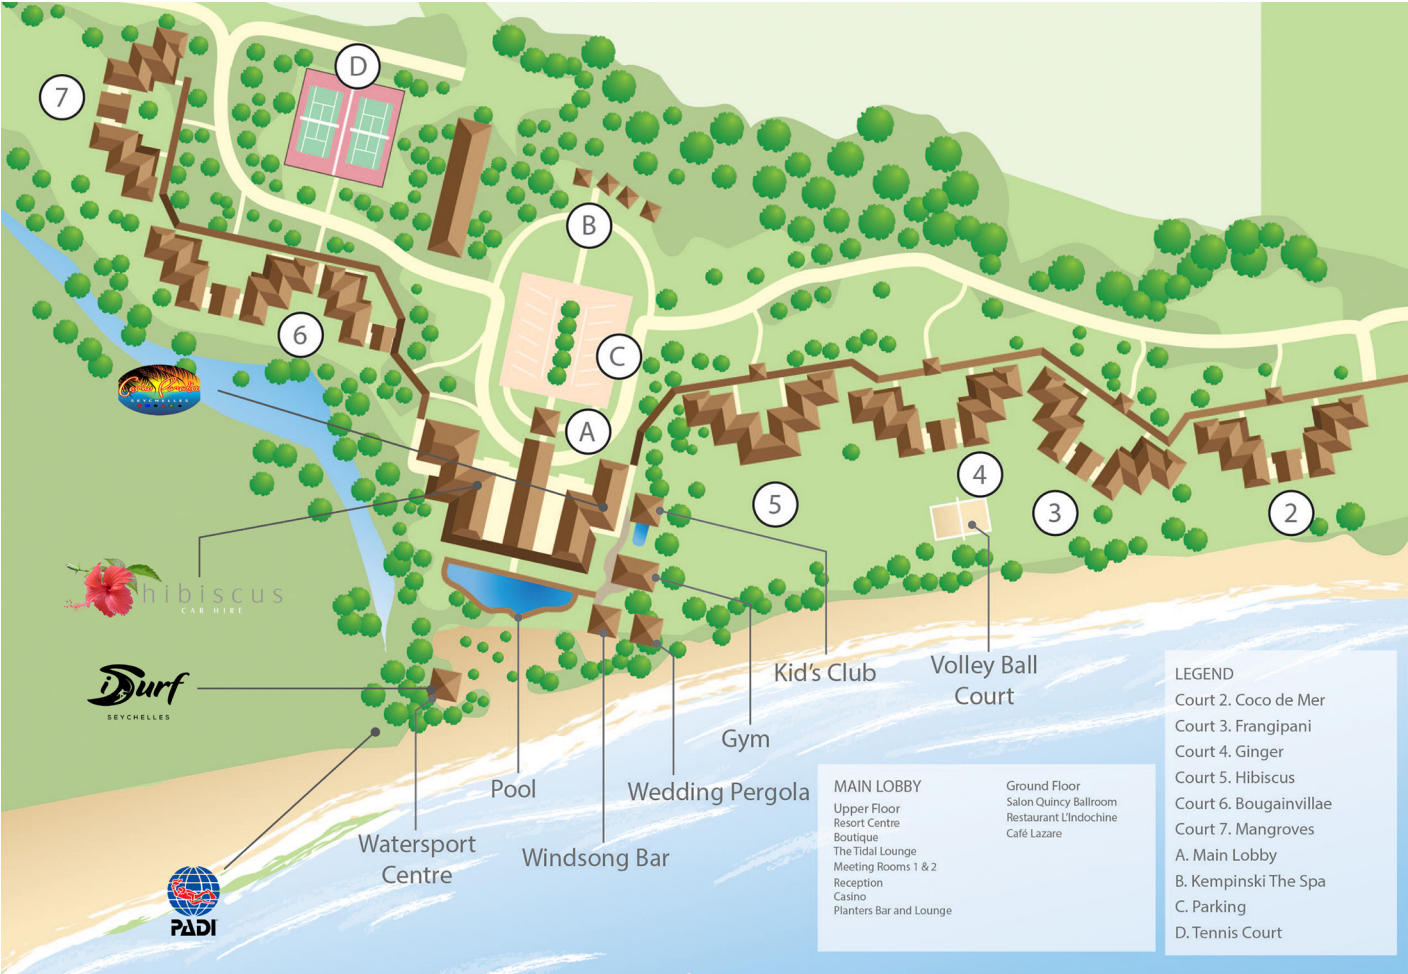 D
7
B
6
C
A
Creole Paradise
SEYCHELLES
4
5
3
2
hibiscus
CAR HIRE
Kid's Club
Volley Ball
Court
iDSurf
SEYCHELLES
Gym
Pool
Wedding Pergola
Watersport
Centre
Windsong Bar
PADI
MAIN LOBBY
Upper Floor
Resort Centre
Boutique
The Tidal Lounge
Meeting Rooms 1 & 2
Reception
Casino
Planters Bar and Lounge
Ground Floor
Salon Quincy Ballroom
Restaurant L'Indochine
Café Lazare
LEGEND
Court 2. Coco de Mer
Court 3. Frangipani
Court 4. Ginger
Court 5. Hibiscus
Court 6. Bougainvillae
Court 7. Mangroves
A. Main Lobby
B. Kempinski The Spa
C. Parking
D. Tennis Court